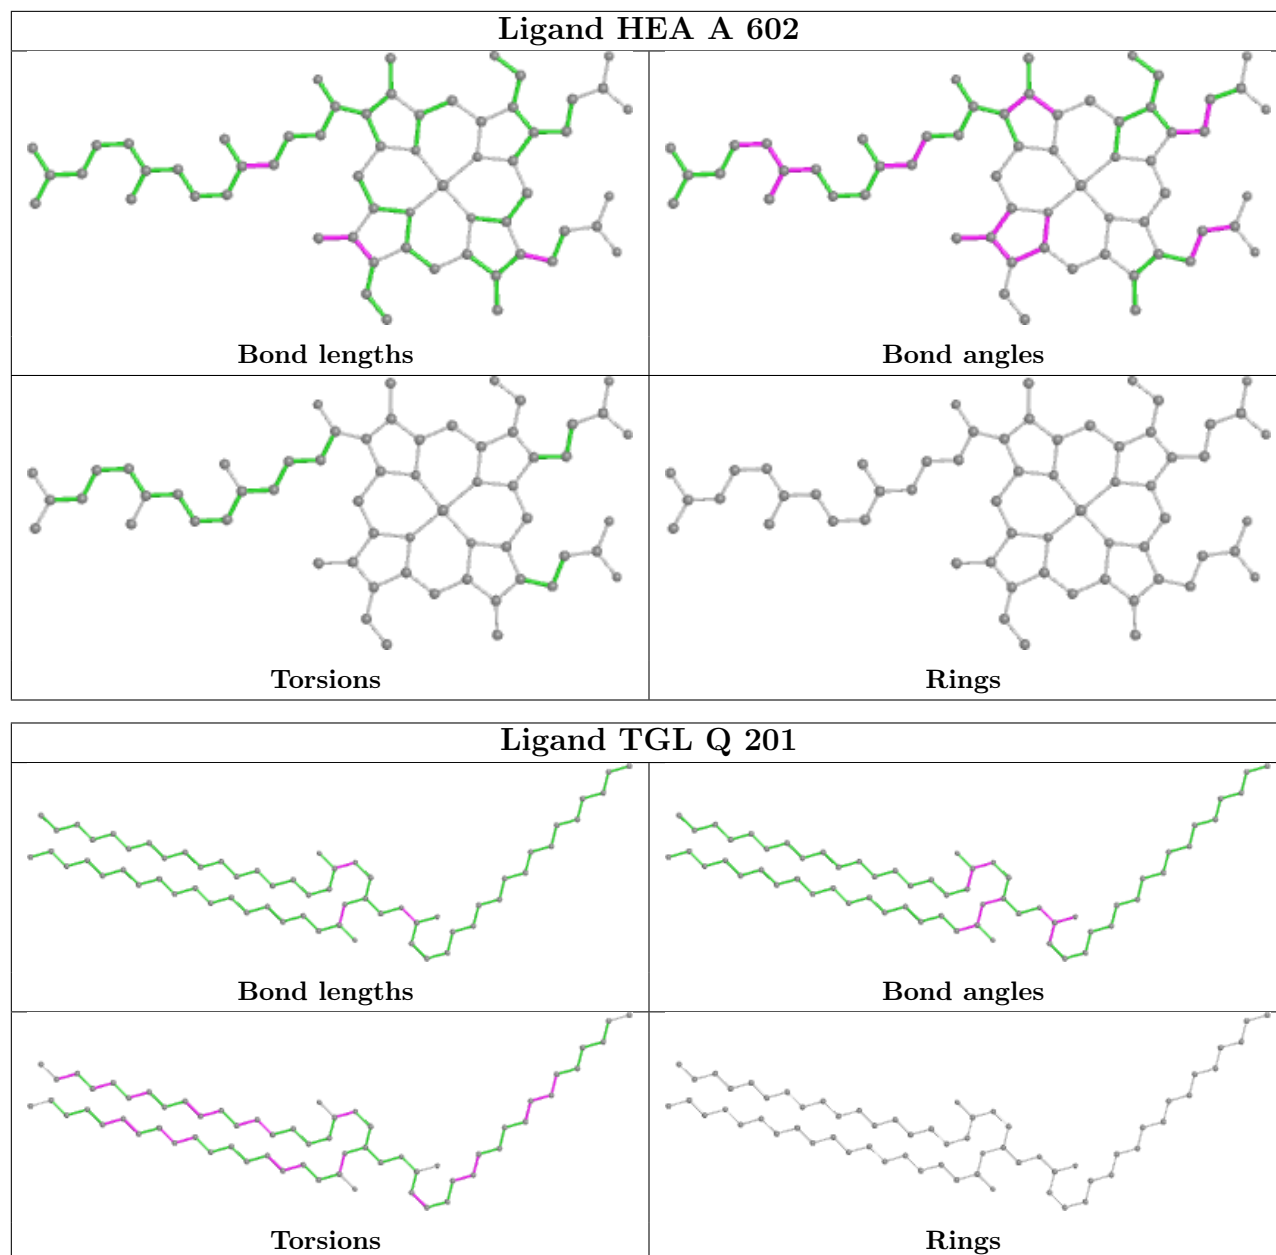 Ligand HEA A 602
Bond lengths
Bond angles
Torsions
Rings
Ligand TGL Q 201
Bond lengths
Bond angles
Torsions
Rings